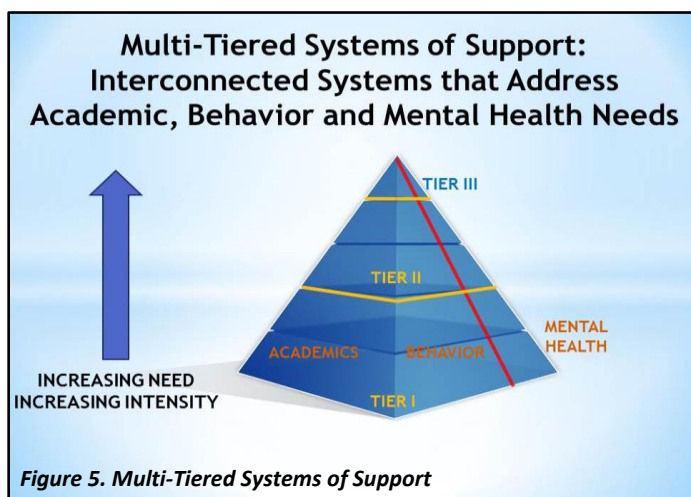 Multi-Tiered Systems of Support:
Interconnected Systems that Address
Academic, Behavior and Mental Health Needs
TIER III
TIER II
MENTAL
HEALTH
ACADEMICS
BEHAVIOR
TIER I
INCREASING NEED
INCREASING INTENSITY
Figure 5. Multi-Tiered Systems of Support